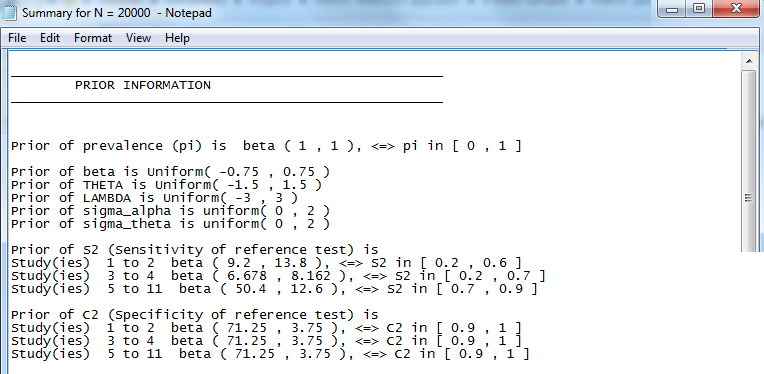 Summary for N = 20000 - Notepad
File Edit Format View Help
PRIOR INFORMATION
Prior of prevalence (pi) is beta ( 1 , 1 ), <=> pi in [ 0 , 1 ]
Prior of beta is Uniform( -0.75 , 0.75 )
Prior of THETA is Uniform( -1.5 , 1.5 )
Prior of LAMBDA is Uniform( -3 , 3 )
Prior of sigma_alpha is uniform( 0 , 2 )
Prior of sigma_theta is uniform( 0 , 2 )
Prior of S2 (Sensitivity of reference test) is
Study(ies) 1 to 2 beta ( 9.2 , 13.8 ), <=> S2 in [ 0.2 , 0.6 ]
Study(ies) 3 to 4 beta ( 6.678 , 8.162 ), <=> S2 in [ 0.2 , 0.7 ]
Study(ies) 5 to 11 beta ( 50.4 , 12.6 ), <=> S2 in [ 0.7 , 0.9 ]
Prior of C2 (Specificity of reference test) is
Study(ies) 1 to 2 beta ( 71.25 , 3.75 ), <=> C2 in [ 0.9 , 1 ]
Study(ies) 3 to 4 beta ( 71.25 , 3.75 ), <=> C2 in [ 0.9 , 1 ]
Study(ies) 5 to 11 beta ( 71.25 , 3.75 ), <=> C2 in [ 0.9 , 1 ]